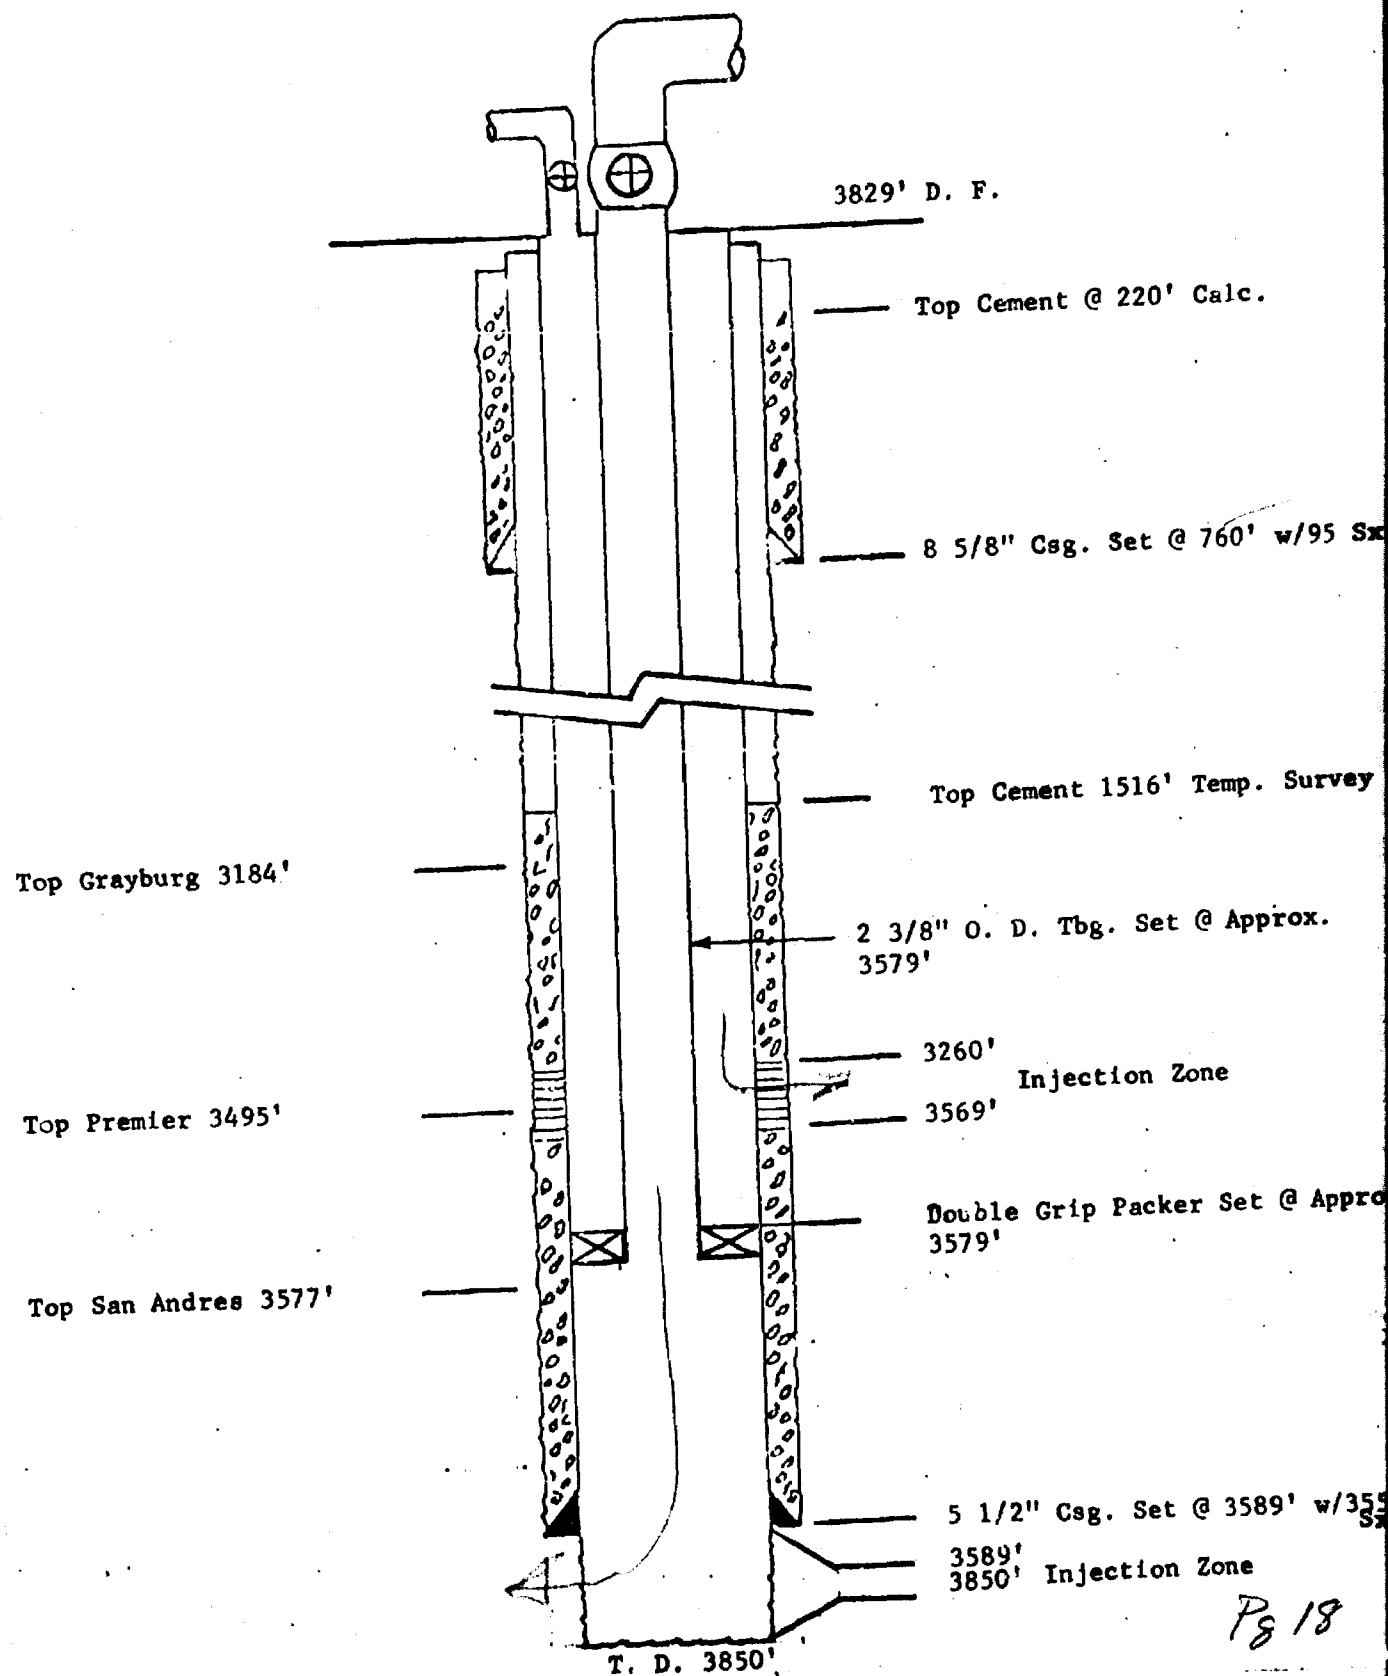 3829' D. F.
Top Cement @ 220' Calc.
8 5/8" Csg. Set @ 760' w/95 Sx
Top Cement 1516' Temp. Survey
Top Grayburg 3184'
2 3/8" O. D. Tbg. Set @ Approx.
3579'
3260'
Injection Zone
3569'
Top Premier 3495'
Double Grip Packer Set @ Appro
3579'
Top San Andres 3577'
5 1/2" Csg. Set @ 3589' w/355
Sx
3589'
3850' Injection Zone
T. D. 3850'
Pg 18